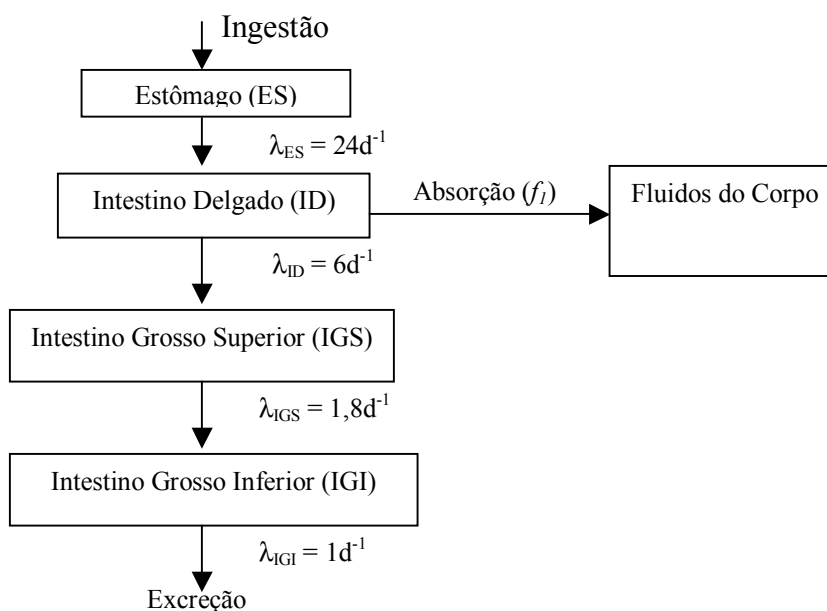 Ingestão
Estômago (ES)
λES = 24d-1
Intestino Delgado (ID)
Absorção (f1)
Fluidos do Corpo
λID = 6d-1
Intestino Grosso Superior (IGS)
λIGS = 1,8d-1
Intestino Grosso Inferior (IGI)
λIGI = 1d-1
Excreção